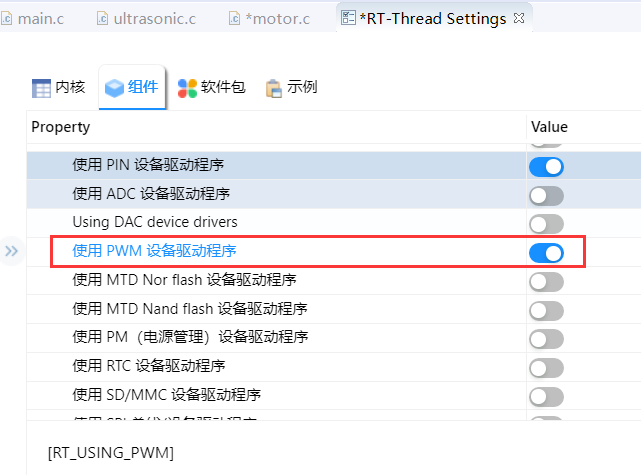 main.c
ultrasonic.c
*motor.c
*RT-Thread Settings
内核
组件
软件包
示例
Property
Value
使用 PIN 设备驱动程序
使用 ADC 设备驱动程序
Using DAC device drivers
使用 PWM 设备驱动程序
使用 MTD Nor flash 设备驱动程序
使用 MTD Nand flash 设备驱动程序
使用 PM（电源管理）设备驱动程序
使用 RTC 设备驱动程序
使用 SD/MMC 设备驱动程序
[RT_USING_PWM]